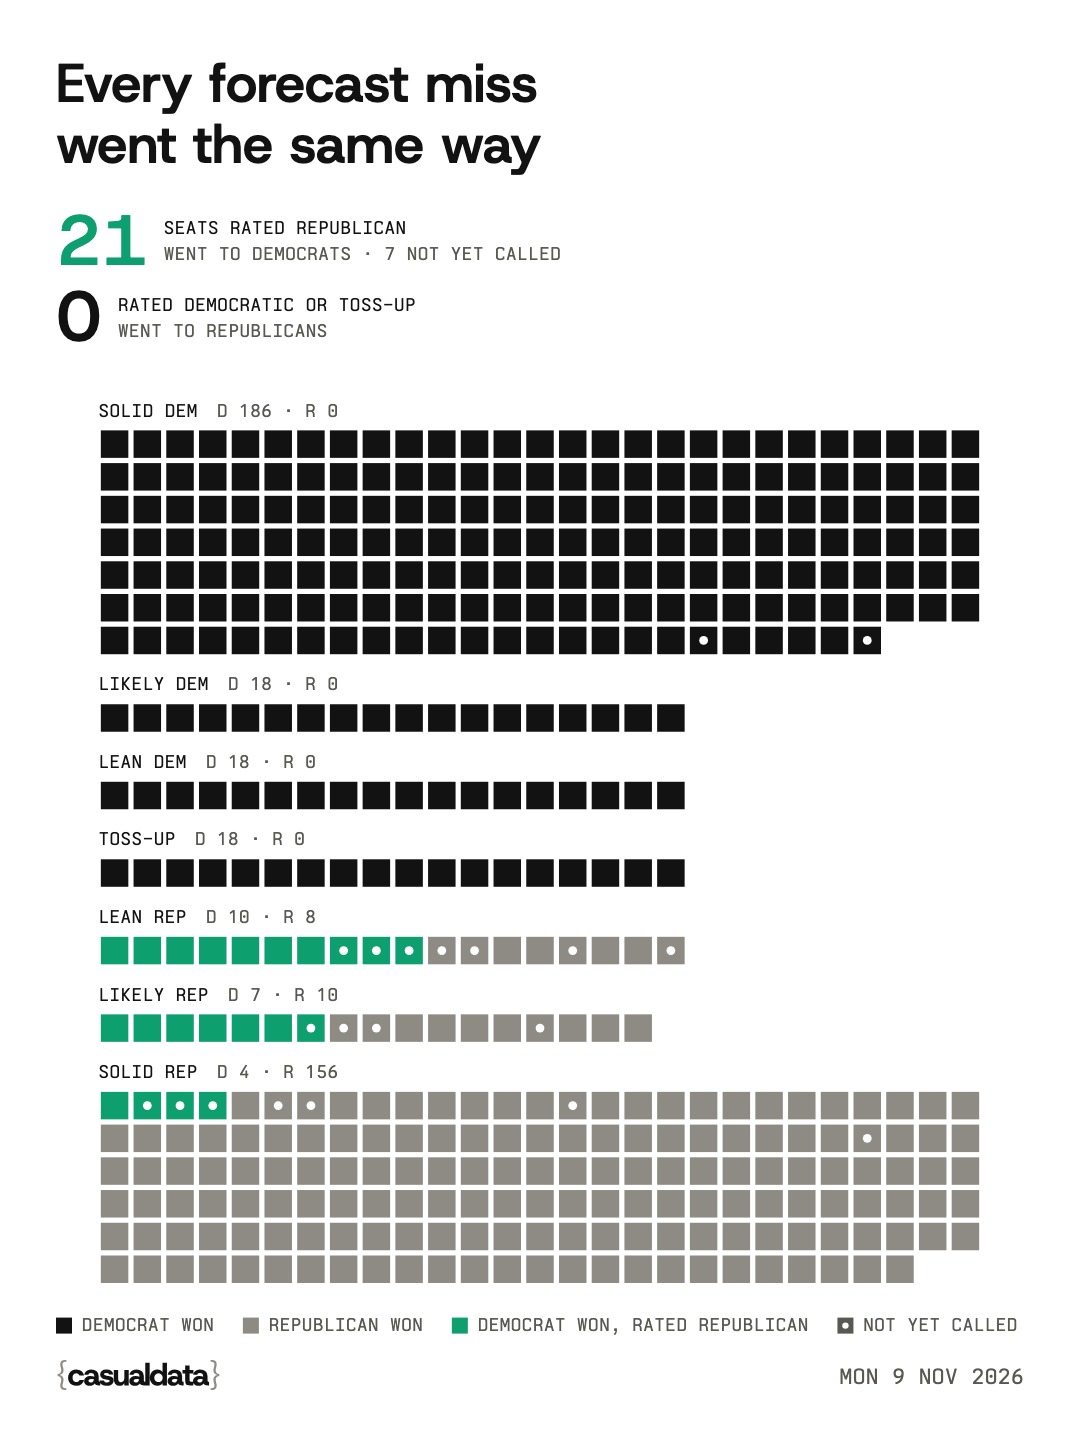 Every forecast miss
went the same way
21
SEATS RATED REPUBLICAN
WENT TO DEMOCRATS · 7 NOT YET CALLED
0
RATED DEMOCRATIC OR TOSS-UP
WENT TO REPUBLICANS
SOLID DEM D 186 · R 0
LIKELY DEM D 18 · R 0
LEAN DEM D 18 · R 0
TOSS-UP D 18 · R 0
LEAN REP D 10 · R 8
LIKELY REP D 7 · R 10
SOLID REP D 4 · R 156
DEMOCRAT WON REPUBLICAN WON DEMOCRAT WON, RATED REPUBLICAN NOT YET CALLED
{casualdata} MON 9 NOV 2026